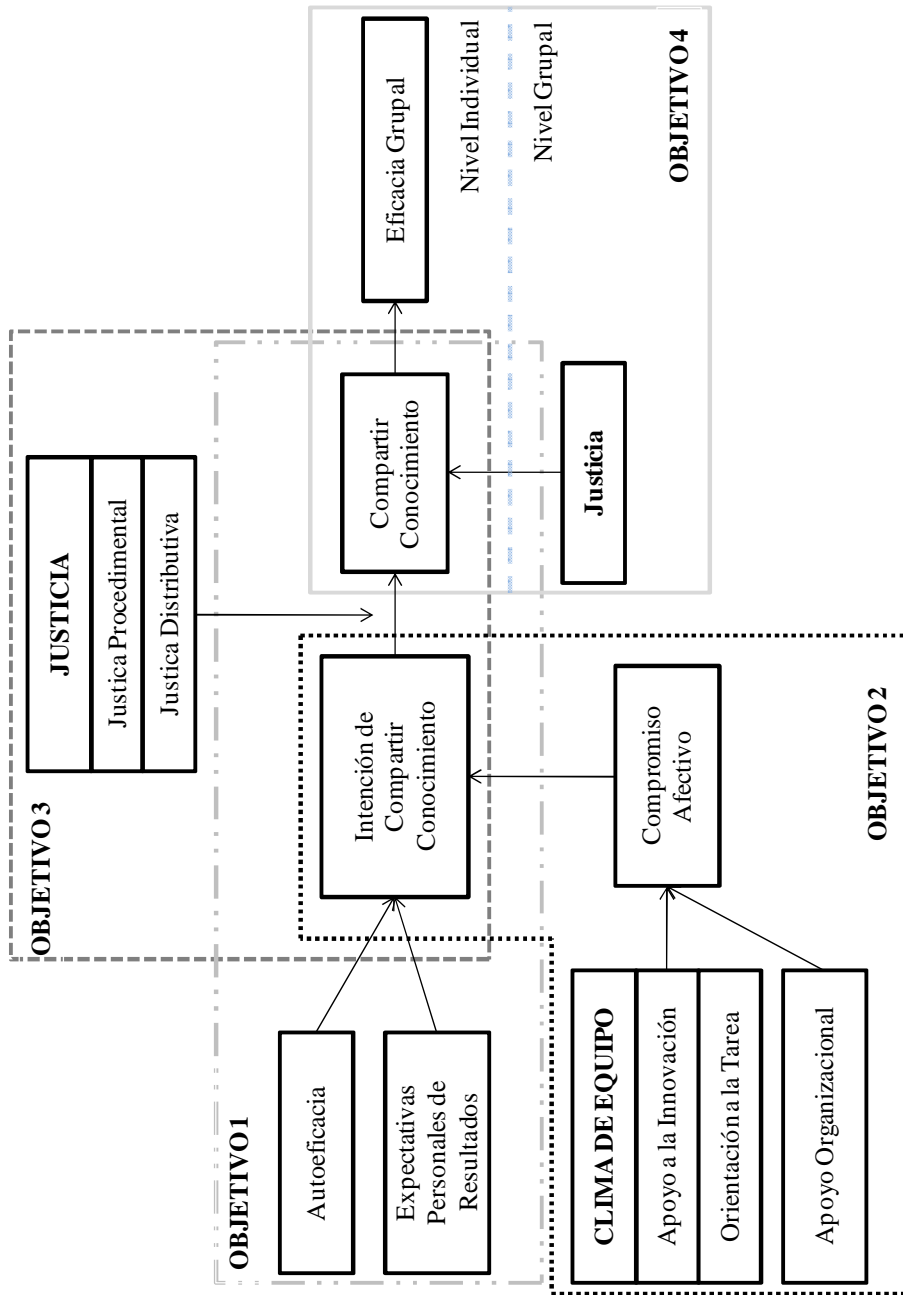 OBJETIVO 3
JUSTICIA
Justica Procedimental
Justica Distributiva
OBJETIVO 1
Autoeficacia
Expectativas
Personales de
Resultados
Intención de
Compartir
Conocimiento
Compartir
Conocimiento
Eficacia Grupal
Nivel Individual
Nivel Grupal
Justicia
OBJETIVO 4
CLIMA DE EQUIPO
Apoyo a la Innovación
Orientación a la Tarea
Apoyo Organizacional
Compromiso
Afectivo
OBJETIVO 2